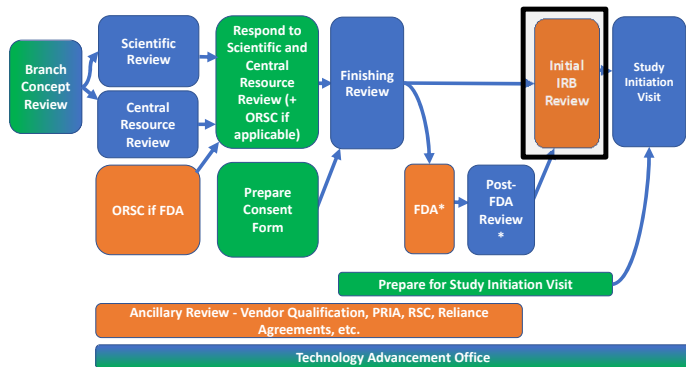 Branch
Concept
Review
Scientific
Review
Central
Resource
Review
ORSC if FDA
Respond to
Scientific and
Central
Resource
Review (+
ORSC if
applicable)
Prepare
Consent
Form
Finishing
Review
FDA*
Post-
FDA
Review
*
Initial
IRB
Review
Study
Initiation
Visit
Prepare for Study Initiation Visit
Ancillary Review - Vendor Qualification, PRIA, RSC, Reliance
Agreements, etc.
Technology Advancement Office